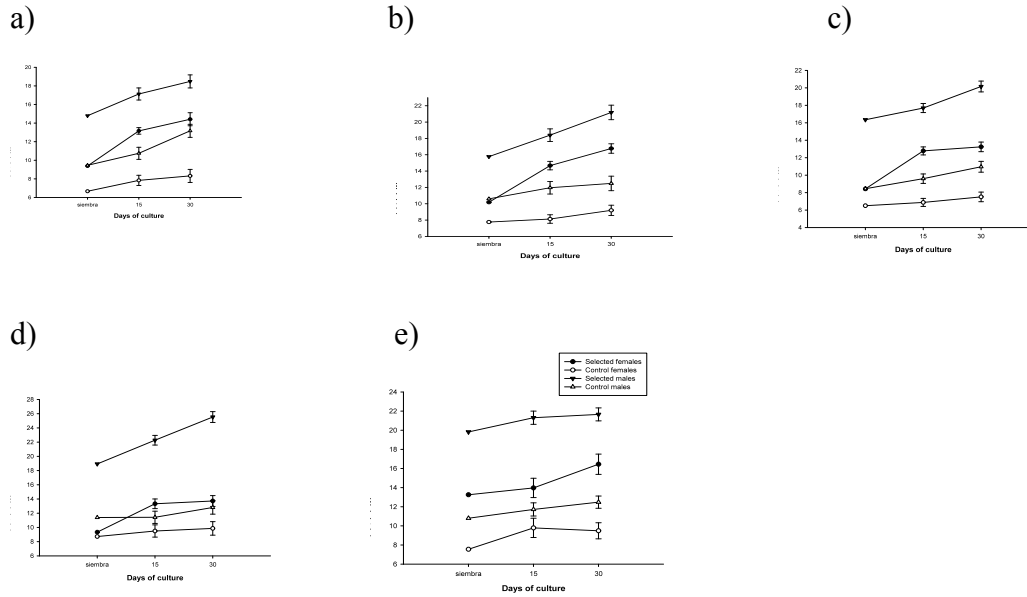 a)
20
18
16
14
12
10
8
6
siembra 15 30
Days of culture
b)
22
20
18
16
14
12
10
8
6
siembra 15 30
Days of culture
c)
22
20
18
16
14
12
10
8
6
4
siembra 15 30
Days of culture
d)
28
26
24
22
20
18
16
14
12
10
8
6
siembra 15 30
Days of culture
e)
Selected females
Control females
Selected males
Control males
24
22
20
18
16
14
12
10
8
6
siembra 15 30
Days of culture